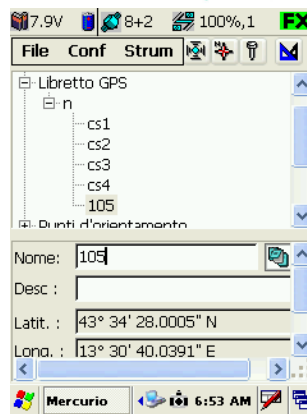 7.9V 8+2 100%,1 FX
File Conf Strum
Libretto GPS
n
cs1
cs2
cs3
cs4
105
Punti d'orientamento
Nome: 105
Desc :
Latit. : 43° 34' 28.0005" N
Long. : 13° 30' 40.0391" E
Mercurio 6:53 AM